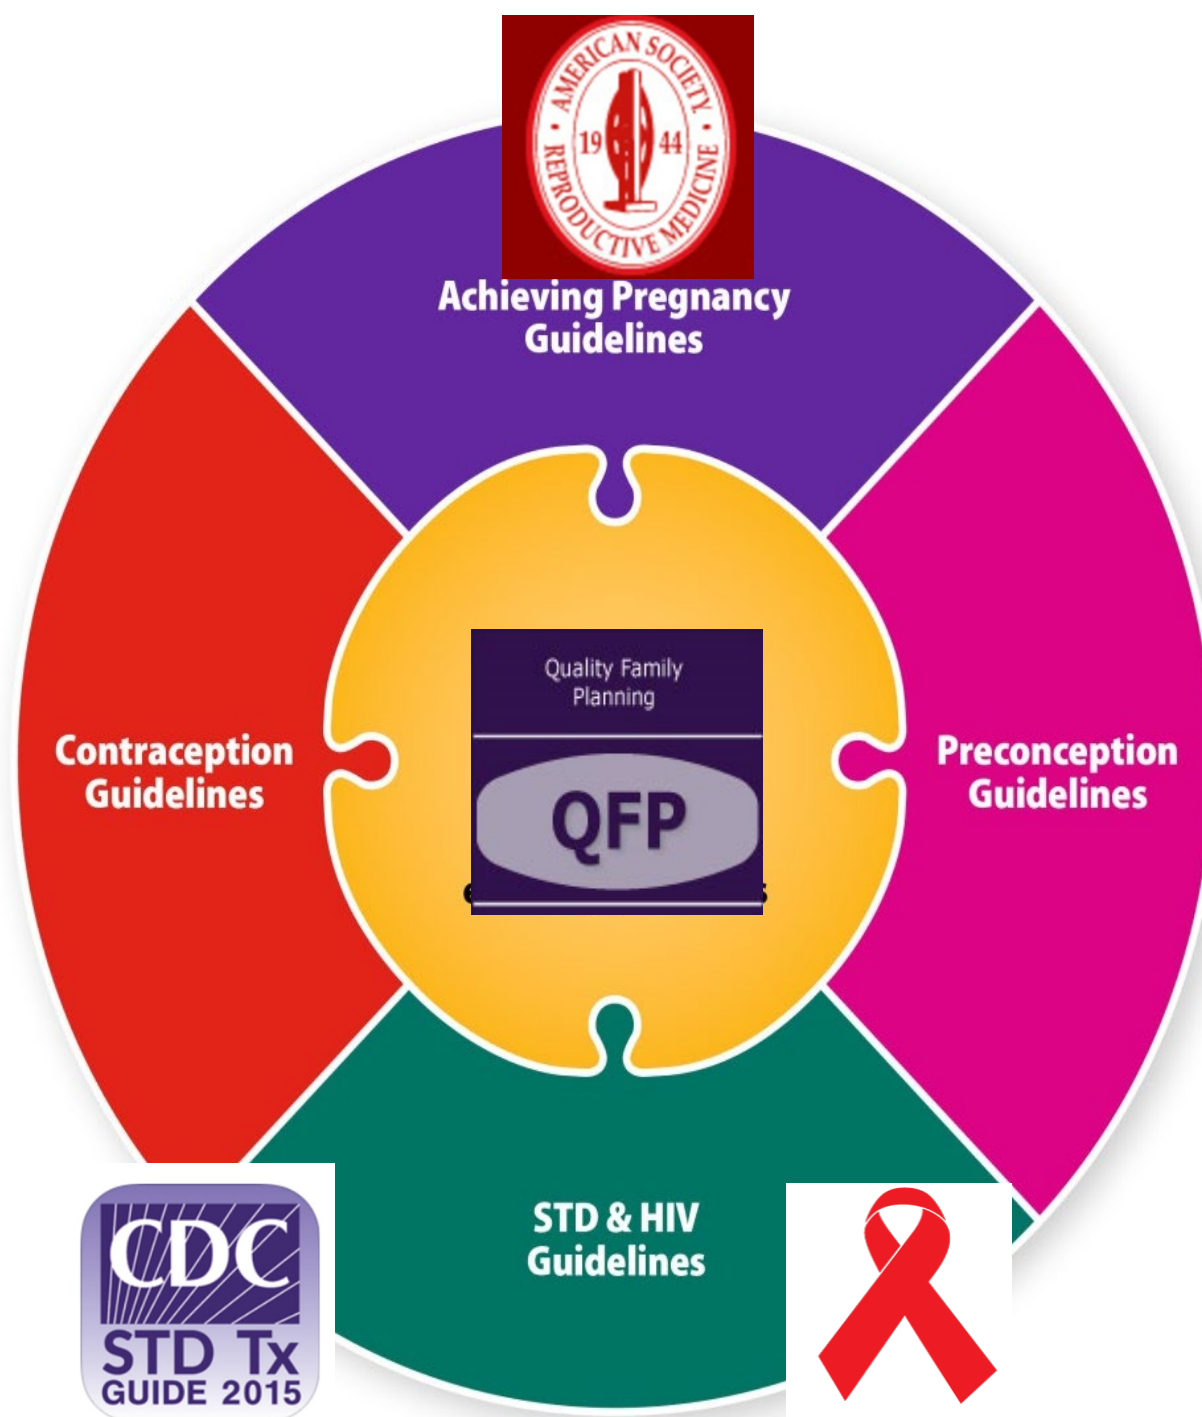 AMERICAN SOCIETY
REPRODUCTIVE MEDICINE
19 44
Achieving Pregnancy
Guidelines
Contraception
Guidelines
Quality Family
Planning
QFP
Preconception
Guidelines
STD & HIV
Guidelines
CDC
STD Tx
GUIDE 2015